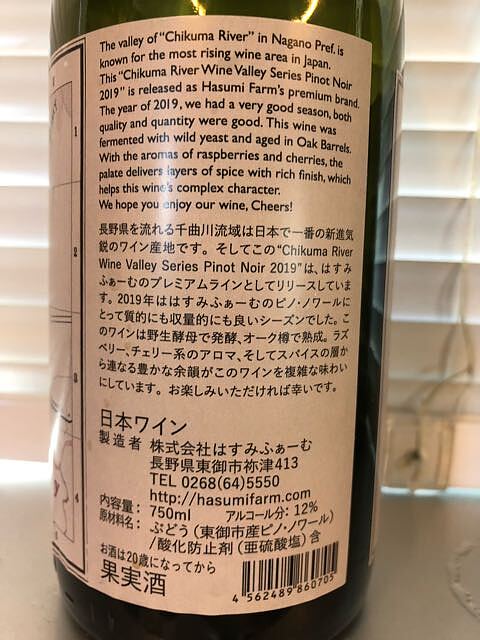 The valley of "Chikuma River" in Nagano Pref. is
known for the most rising wine area in Japan.
This "Chikuma River Wine Valley Series Pinot Noir
2019" is released as Hasumi Farm's premium brand.
The year of 2019, we had a very good season, both
quality and quantity were good. This wine was
fermented with wild yeast and aged in Oak Barrels.
With the aromas of raspberries and cherries, the
palate delivers layers of spice with rich finish, which
helps this wine's complex character.
We hope you enjoy our wine, Cheers!
長野県を流れる千曲川流域は日本で一番の新進気
鋭のワイン産地です。そしてこの"Chikuma River
Wine Valley Series Pinot Noir 2019"は、はすみ
ふぁーむのプレミアムラインとしてリリースしていま
す。2019年ははすみふぁーむのピノ・ノワールに
とって質的にも収量的にも良いシーズンでした。こ
のワインは野生酵母で発酵、オーク樽で熟成。ラズ
ベリー、チェリー系のアロマ、そしてスパイスの層か
ら連なる豊かな余韻がこのワインを複雑な味わい
にしています。お楽しみいただければ幸いです。
日本ワイン
製造者 株式会社はすみふぁーむ
長野県東御市祢津413
TEL 0268(64)5550
http://hasumifarm.com
内容量: 750ml アルコール分: 12%
原材料名: ぶどう(東御市産ピノ・ノワール)
/酸化防止剤(亜硫酸塩)含
お酒は20歳になってから
果実酒
4 562489 860705
1
2
3
4